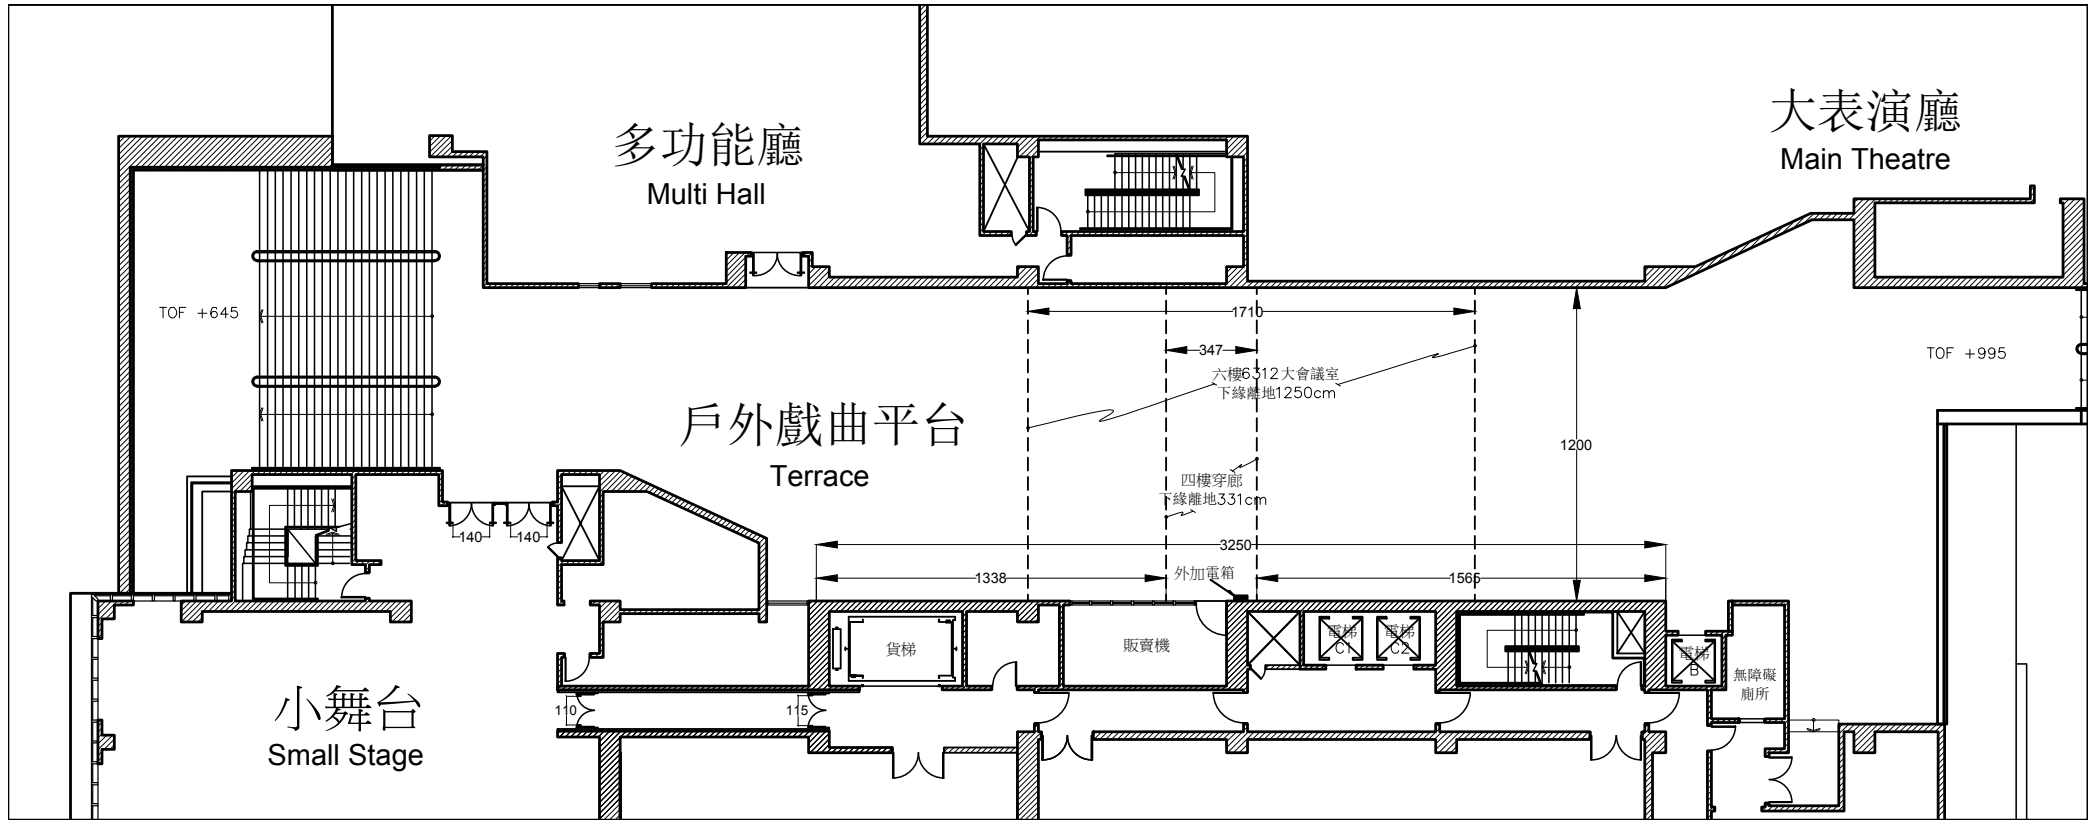 大表演廳
Main Theatre
多功能廳
Multi Hall
TOF +645
1710
347
六樓6312大會議室
下緣離地1250cm
TOF +995
戶外戲曲平台
Terrace
1200
四樓穿廊
下緣離地331cm
140
140
3250
1338
外加電箱
1565
貨梯
販賣機
電梯
C1
電梯
C2
電梯
B
無障礙
廁所
小舞台
Small Stage
110
115